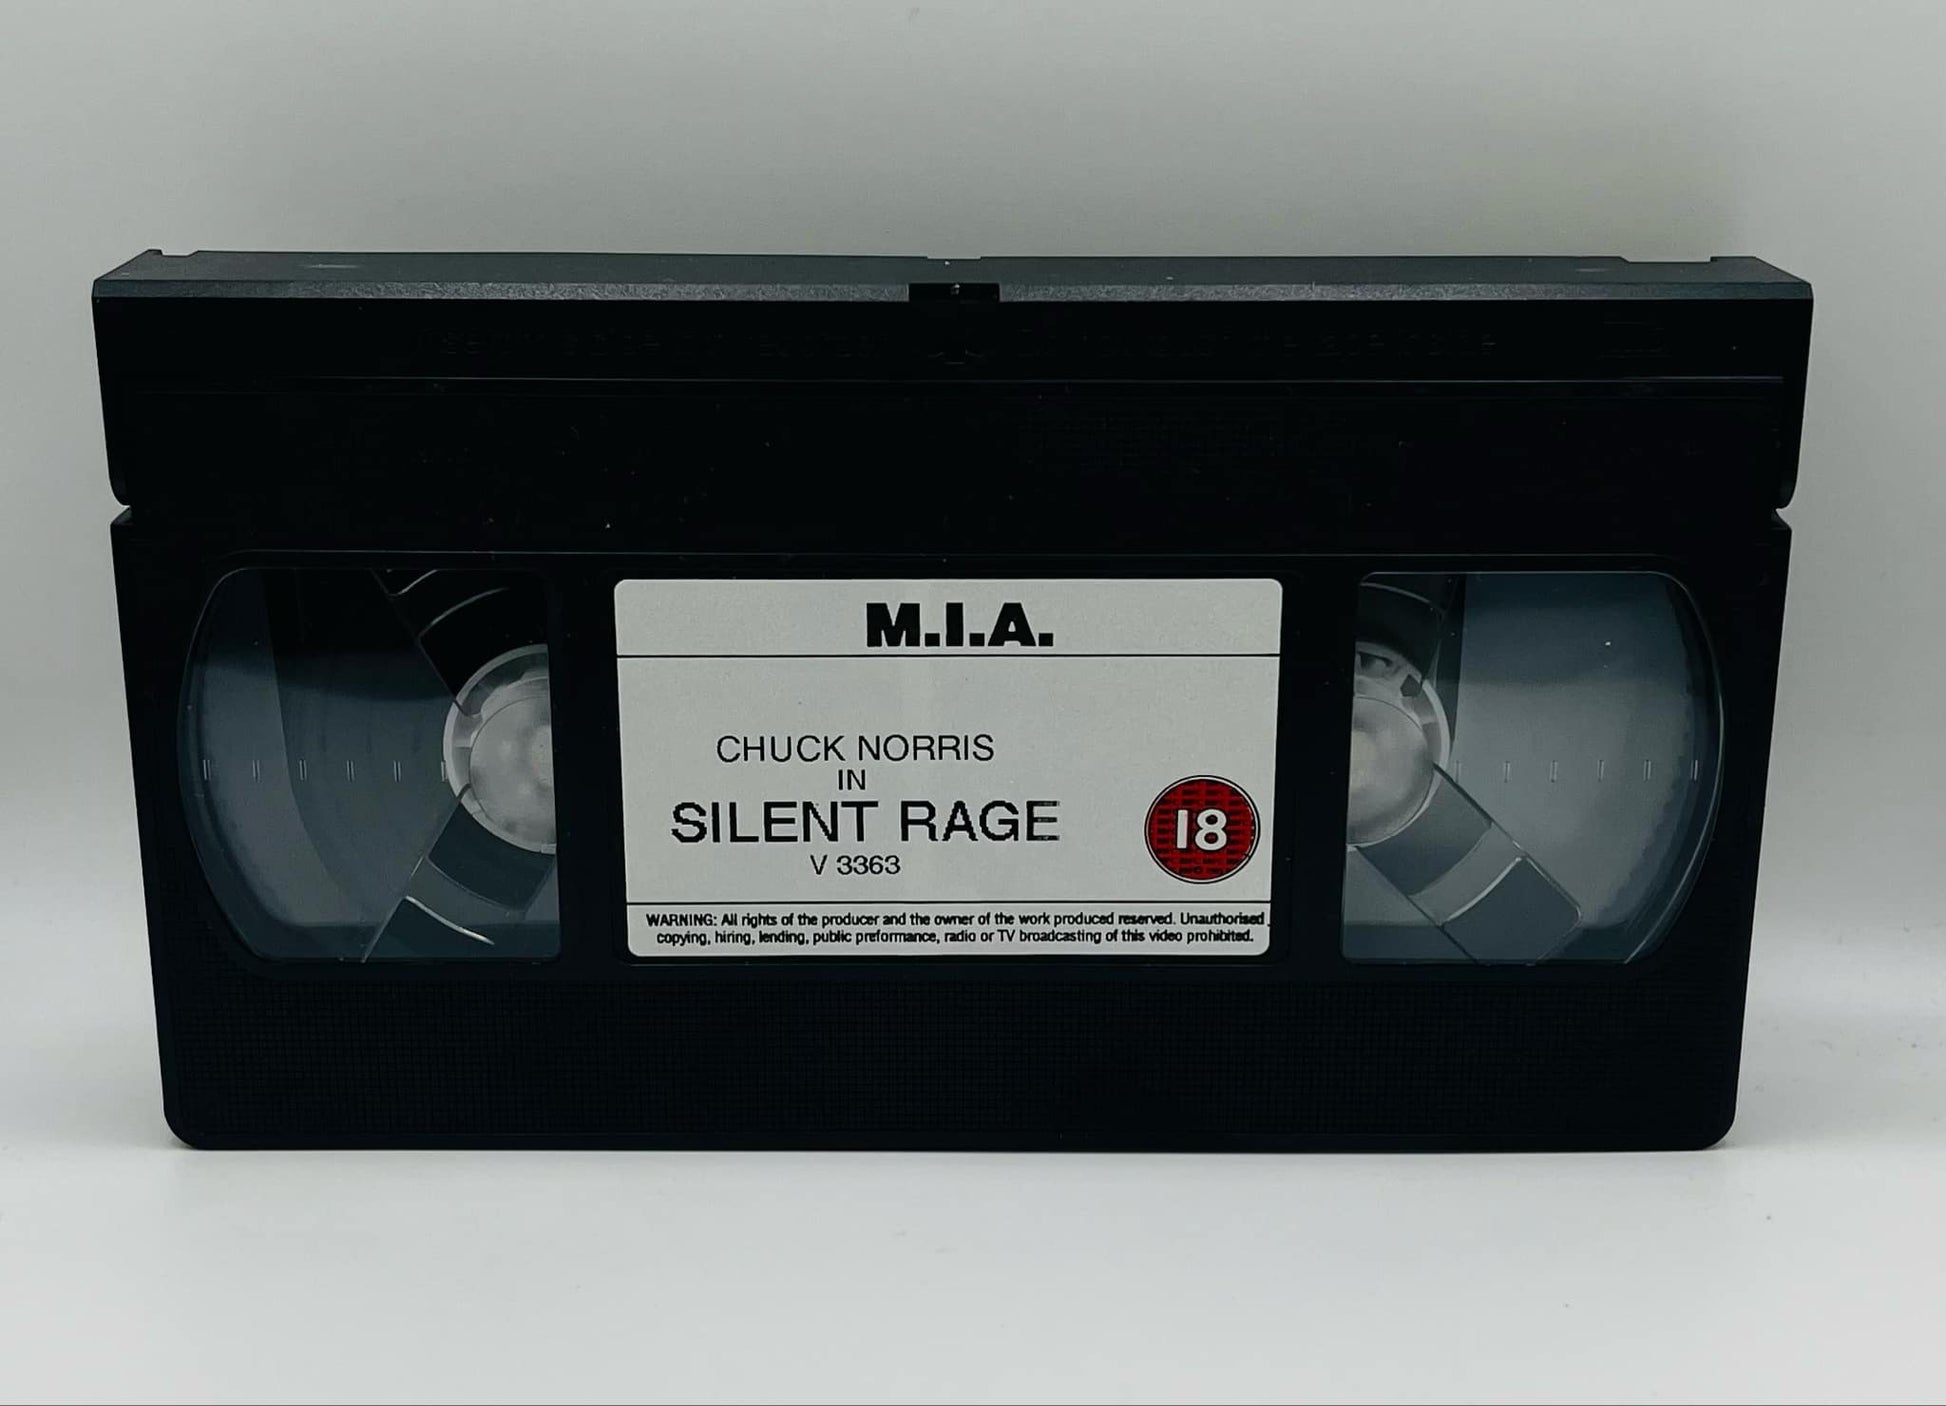 M.I.A.
CHUCK NORRIS
IN
SILENT RAGE
V 3363
18
WARNING: All rights of the producer and the owner of the work produced reserved. Unauthorised
copying, hiring, lending, public preformance, radio or TV broadcasting of this video prohibited.